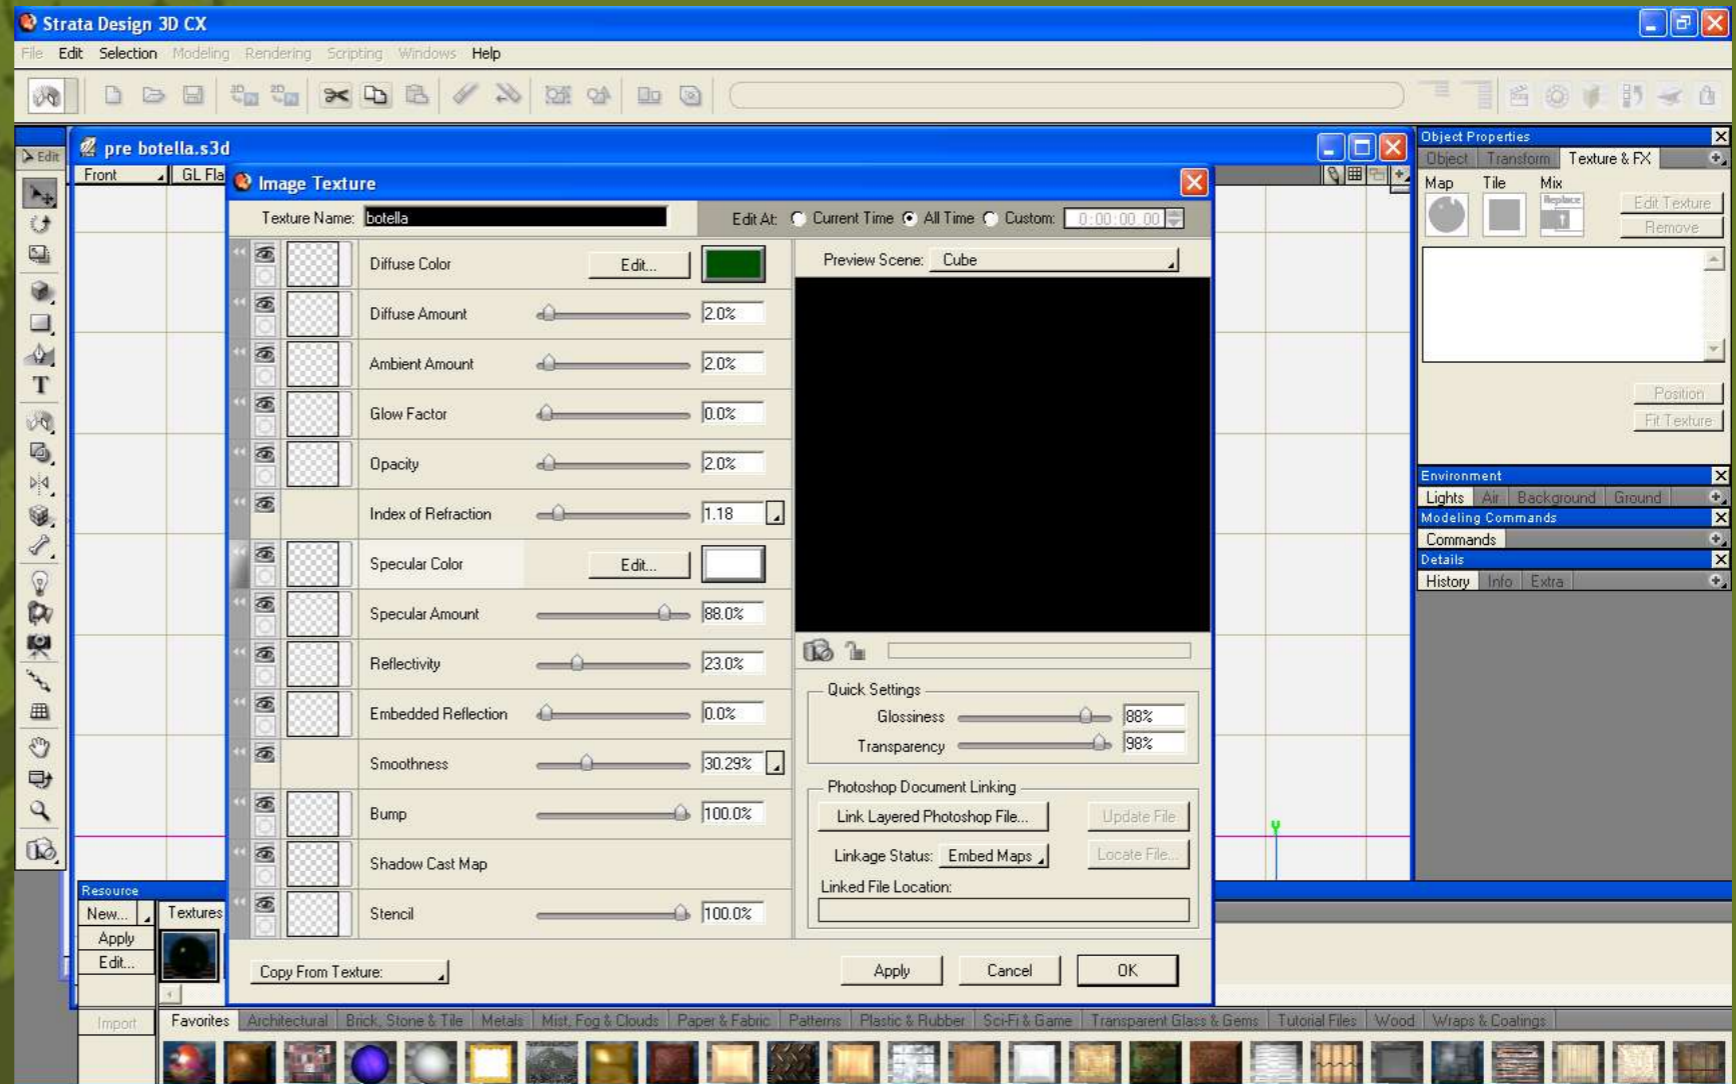 Strata Design 3D CX
File Edit Selection Modeling Rendering Scripting Windows Help
pre botella.s3d
Edit
Front GL Fla
Image Texture
Texture Name: botella
Edit At: Current Time All Time Custom: 0:00:00.00
Diffuse Color Edit...
Diffuse Amount 2.0%
Ambient Amount 2.0%
Glow Factor 0.0%
Opacity 2.0%
Index of Refraction 1.18
Specular Color Edit...
Specular Amount 88.0%
Reflectivity 23.0%
Embedded Reflection 0.0%
Smoothness 30.29%
Bump 100.0%
Shadow Cast Map
Stencil 100.0%
Copy From Texture:
Preview Scene: Cube
Quick Settings
Glossiness 88%
Transparency 98%
Photoshop Document Linking
Link Layered Photoshop File... Update File
Linkage Status: Embed Maps Locate File...
Linked File Location:
Apply Cancel OK
Object Properties
Object Transform Texture & FX
Map Tile Mix
Replace
Edit Texture
Remove
Position
Fit Texture
Environment
Lights Air Background Ground
Modeling Commands
Commands
Details
History Info Extra
T
Y
Resource
New... Textures
Apply
Edit...
Import
Favorites Architectural Brick, Stone & Tile Metals Mist, Fog & Clouds Paper & Fabric Patterns Plastic & Rubber Sci-Fi & Game Transparent Glass & Gems Tutorial Files Wood Wraps & Coatings